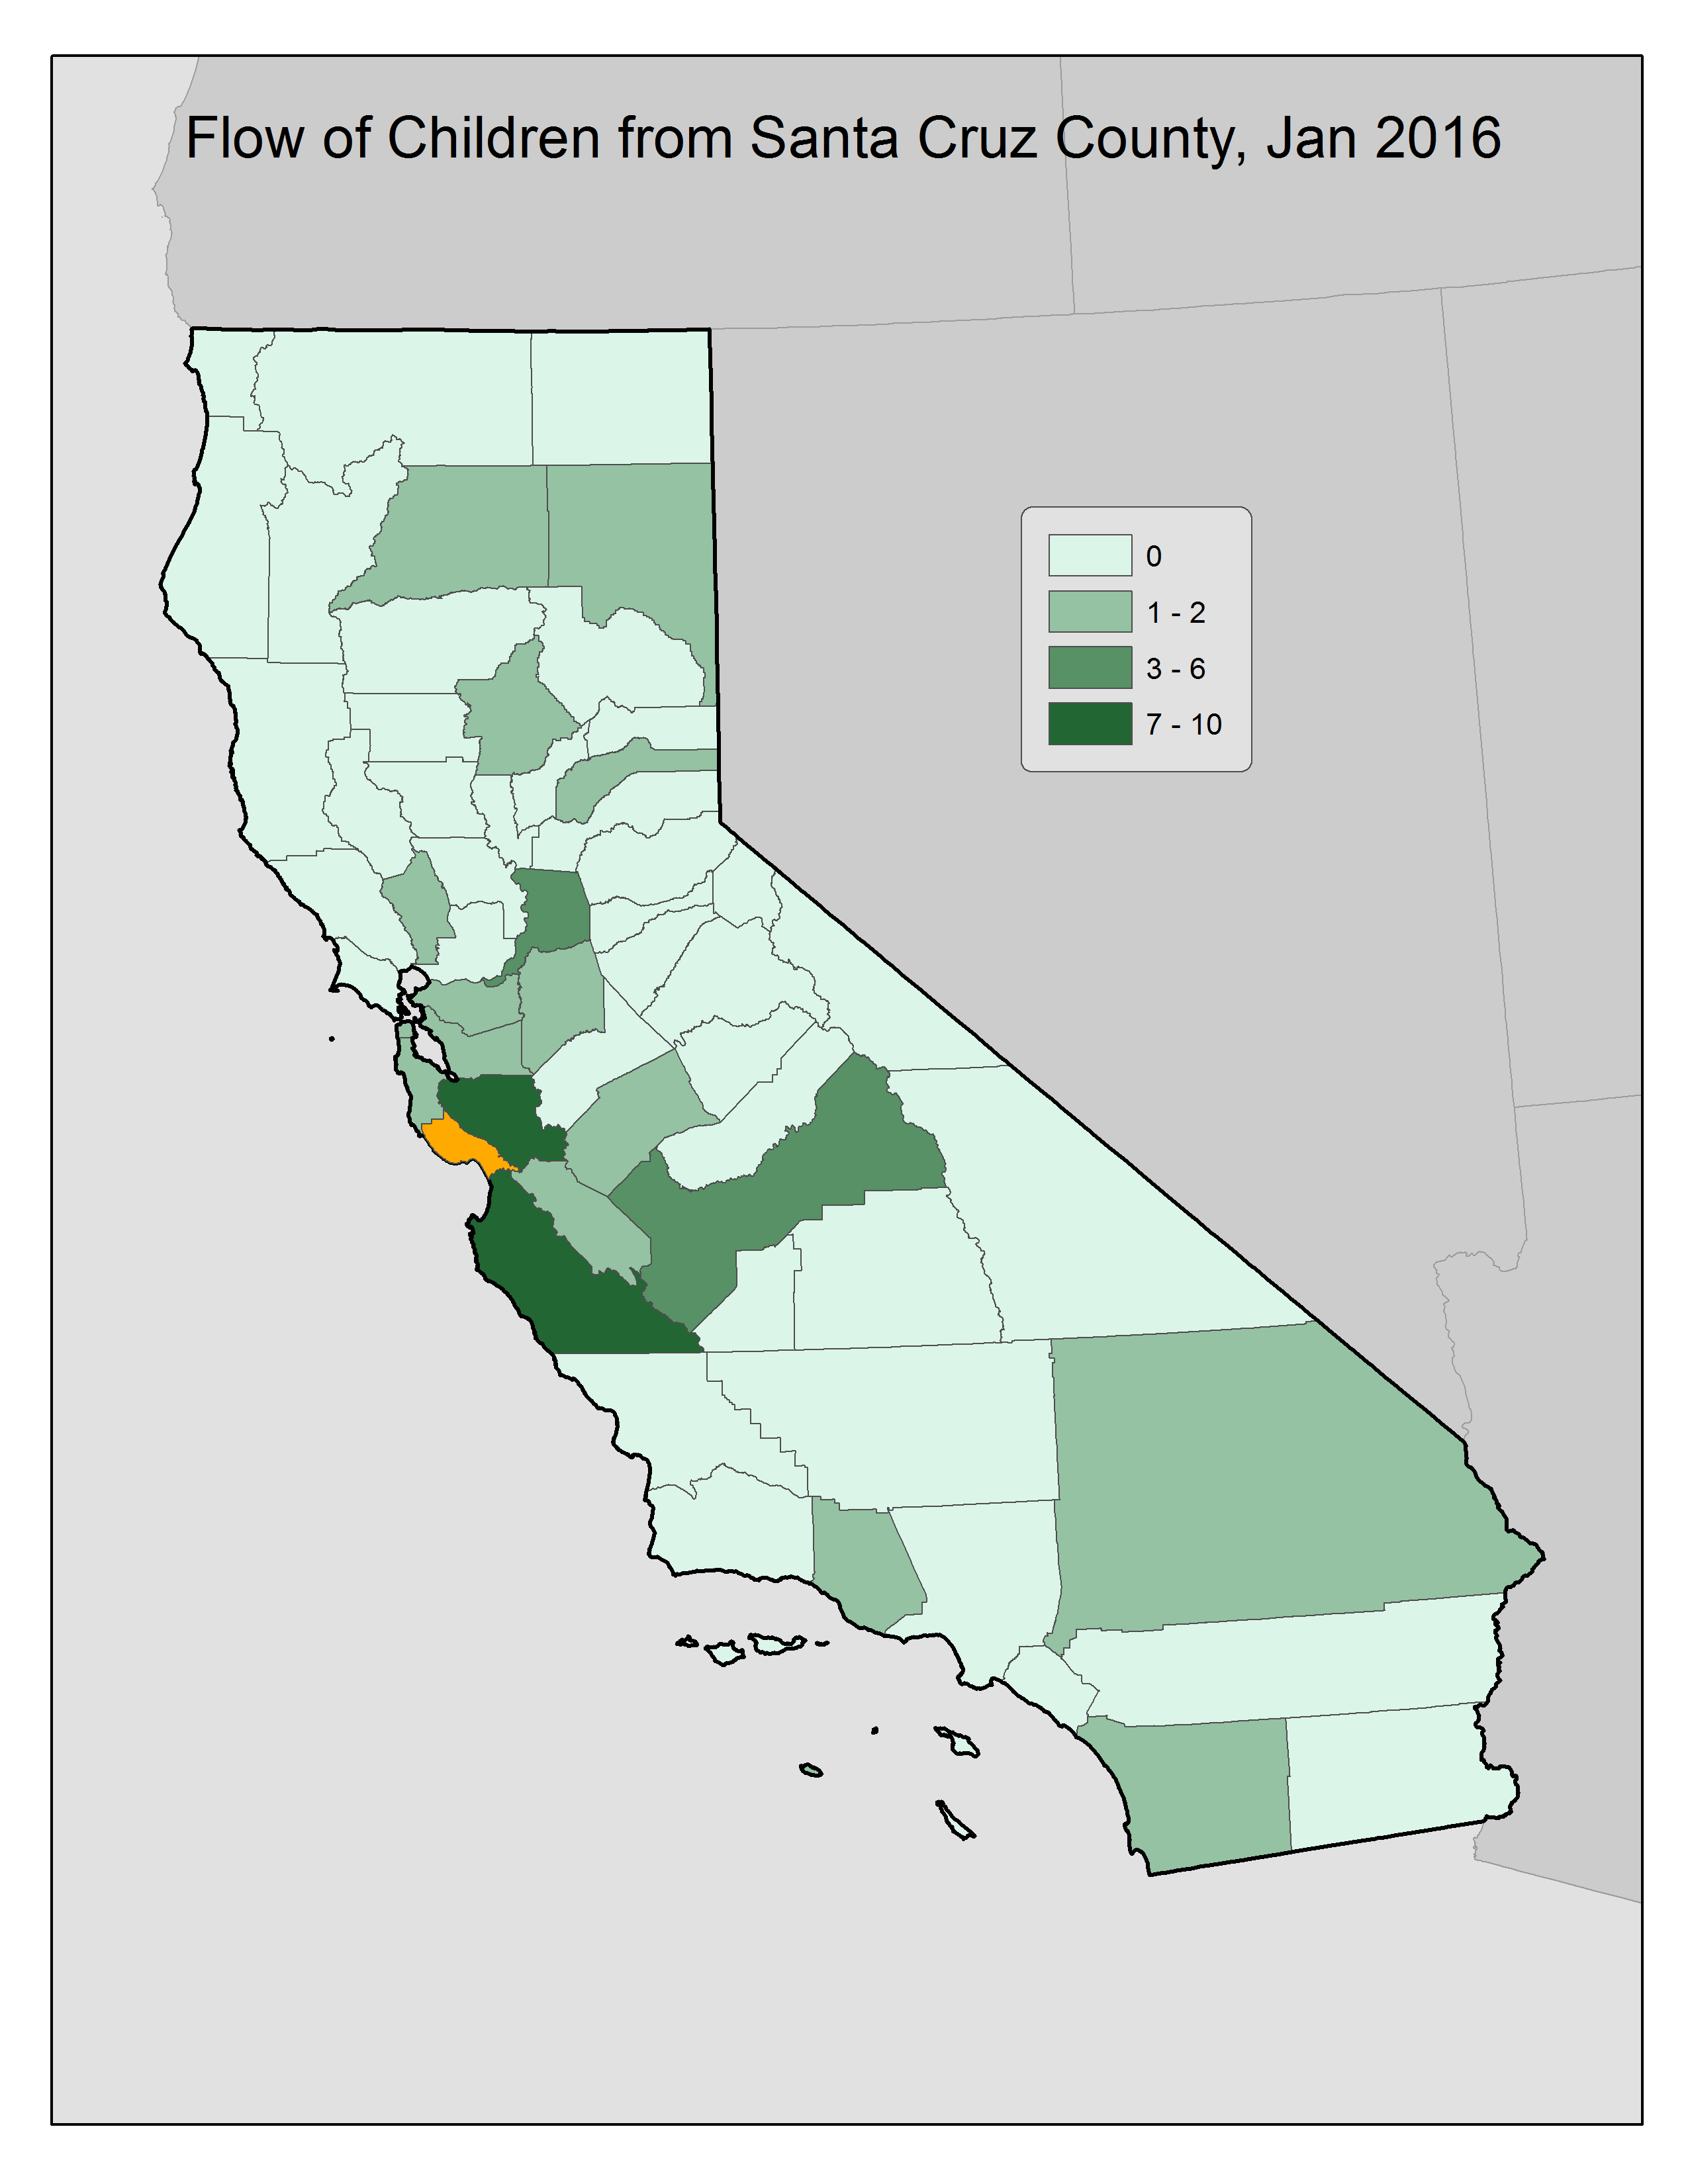 Flow of Children from Santa Cruz County, Jan 2016
0
1 - 2
3 - 6
7 - 10